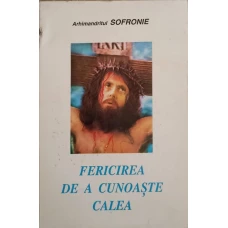 Arhimandritul SOFRONIE
INRI
FERICIREA
DE A CUNOAȘTE
CALEA